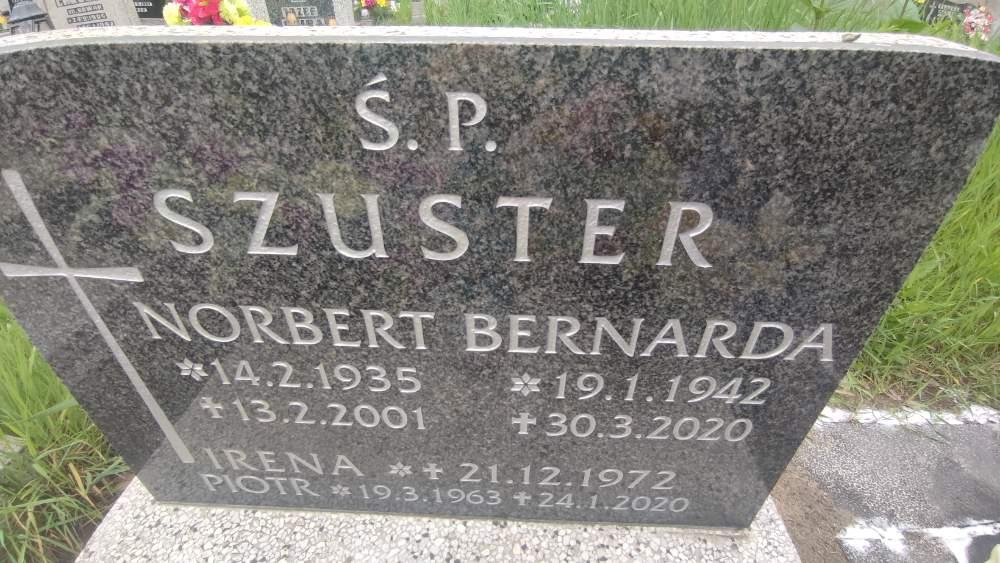 Ś. P.
SZUSTER
NORBERT BERNARDA
*14.2.1935 *19.1.1942
+13.2.2001 +30.3.2020
IRENA *+ 21.12.1972
PIOTR *19.3.1963 +24.1.2020